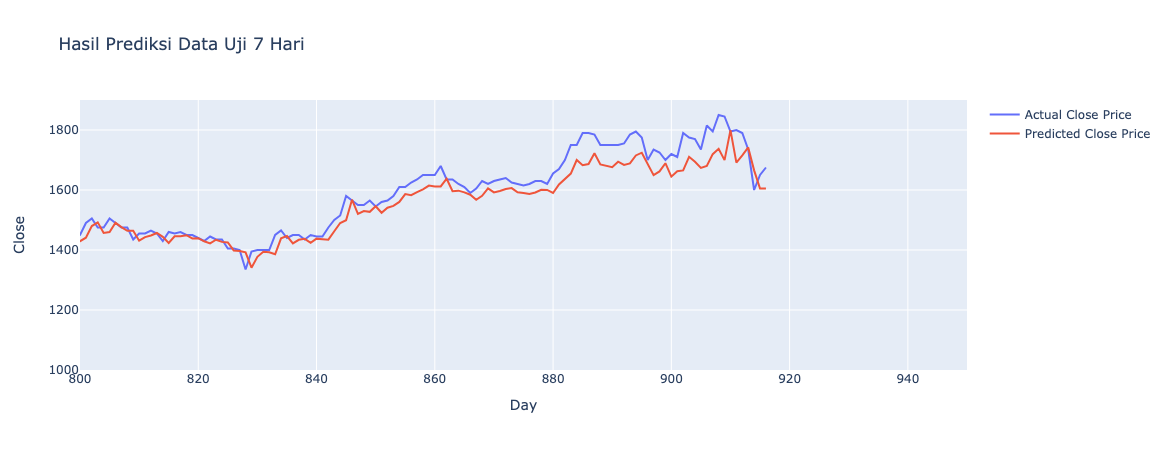 Hasil Prediksi Data Uji 7 Hari
Actual Close Price
Predicted Close Price
1800
1600
1400
1200
1000
Close
800
820
840
860
880
900
920
940
Day